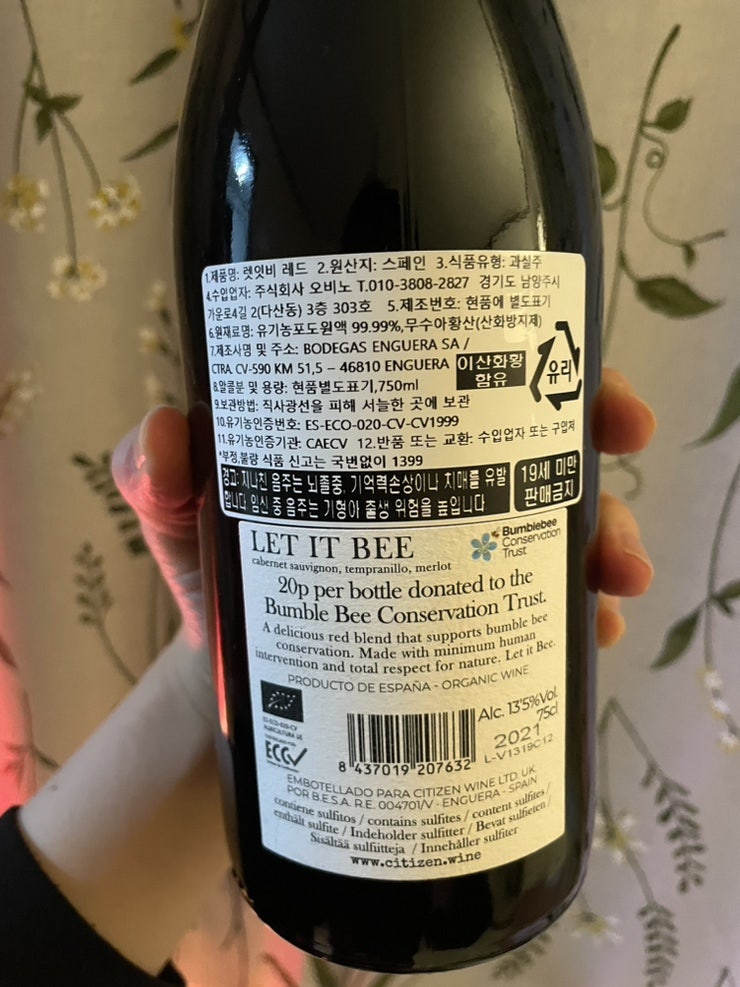 1.제품명: 렛잇비 레드 2.원산지: 스페인 3.식품유형: 과실주
4.수입업자: 주식회사 오비노 T.010-3808-2827 경기도 남양주시
가운로4길 2(다산동) 3층 303호 5.제조번호: 현품에 별도표기
6.원재료명: 유기농포도원액 99.99%,무수아황산(산화방지제)
7.제조사명 및 주소: BODEGAS ENGUERA SA /
CTRA. CV-590 KM 51,5 – 46810 ENGUERA
이산화황
함유
유리
8.알콜분 및 용량: 현품별도표기,750ml
9.보관방법: 직사광선을 피해 서늘한 곳에 보관
10.유기농인증번호: ES-ECO-020-CV-CV1999
11.유기농인증기관: CAECV 12.반품 또는 교환: 수입업자 또는 구입처
*부정,불량 식품 신고는 국번없이 1399
경고: 지나친 음주는 뇌졸중, 기억력손상이나 치매를 유발
합니다. 임신 중 음주는 기형아 출생 위험을 높입니다.
19세 미만
판매금지
LET IT BEE
cabernet sauvignon, tempranillo, merlot
Bumblebee
Conservation
Trust
20p per bottle donated to the
Bumble Bee Conservation Trust.
A delicious red blend that supports bumble bee
conservation. Made with minimum human
intervention and total respect for nature. Let it Bee.
PRODUCTO DE ESPAÑA - ORGANIC WINE
ES-ECO-020-CV
AGRICULTURA UE
ECCV
Alc. 13'5%Vol.
75cl
2021
L-V1319C12
8 437019 207632
EMBOTELLADO PARA CITIZEN WINE LTD. UK
POR B.E.S.A. R.E. 004701/V - ENGUERA - SPAIN
contiene sulfitos / contains sulfites / content sulfites /
enthält sulfite / Indeholder sulfitter / Bevat sulfieten /
Sisältää sulfiitteja / Innehåller sulfiter
www.citizen.wine